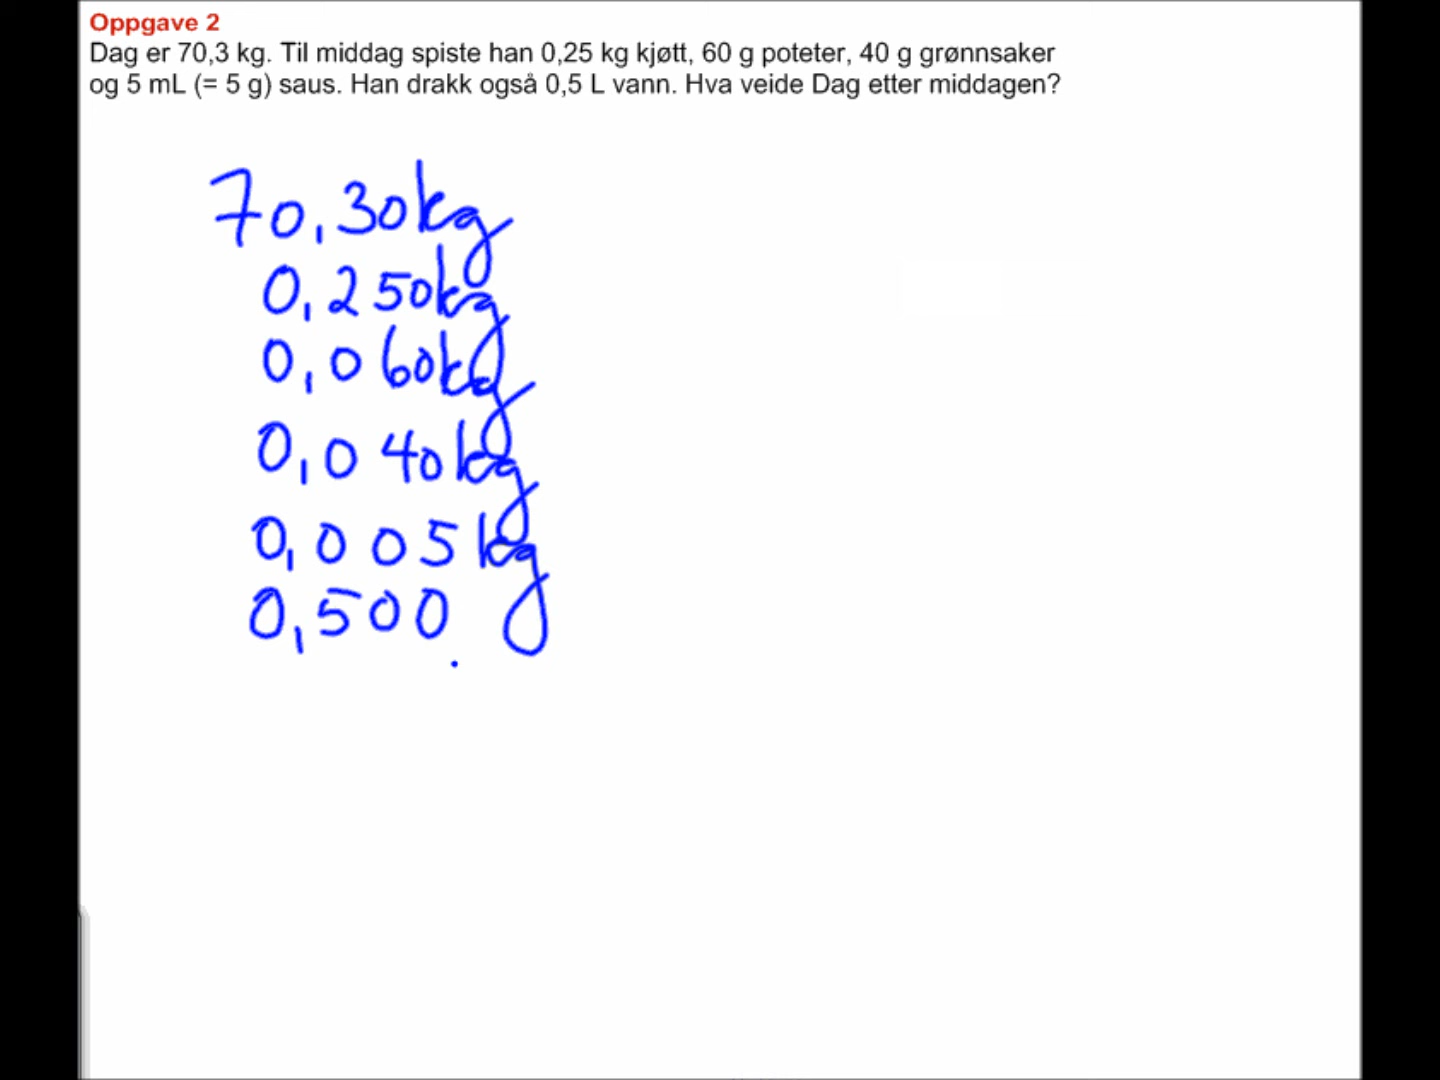 Oppgave 2
Dag er 70,3 kg. Til middag spiste han 0,25 kg kjøtt, 60 g poteter, 40 g grønnsaker
og 5 mL (= 5 g) saus. Han drakk også 0,5 L vann. Hva veide Dag etter middagen?
70,30kg
0,250kg
0,060kg
0,040kg
0,005kg
0,500